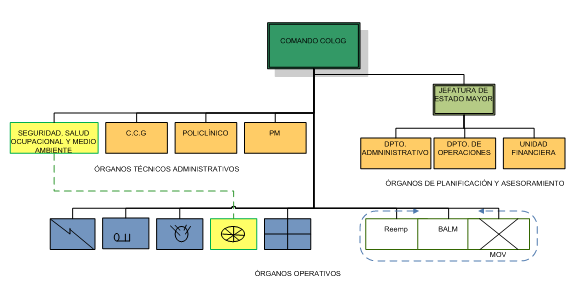 COMANDO COLOG
JEFATURA DE
ESTADO MAYOR
SEGURIDAD, SALUD
OCUPACIONAL Y MEDIO
AMBIENTE
C.C.G
POLICLÍNICO
PM
DPTO.
ADMINISTRATIVO
DPTO. DE
OPERACIONES
UNIDAD
FINANCIERA
ÓRGANOS TÉCNICOS ADMINISTRATIVOS
ÓRGANOS DE PLANIFICACIÓN Y ASESORAMIENTO
Reemp
BALM
MOV
ÓRGANOS OPERATIVOS